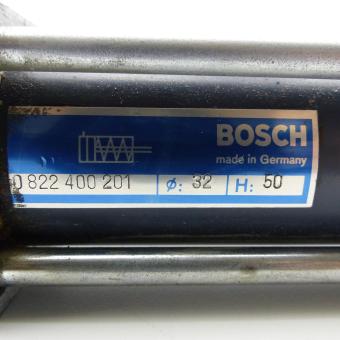 BOSCH
made in Germany
0 822 400 201 ø: 32 H: 50